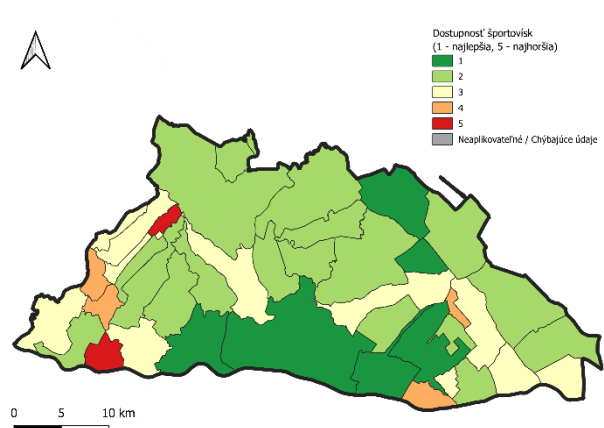 Dostupnosť športovísk
(1 - najlepšia, 5 - najhoršia)
1
2
3
4
5
Neaplikovateľné / Chýbajúce údaje
0 5 10 km